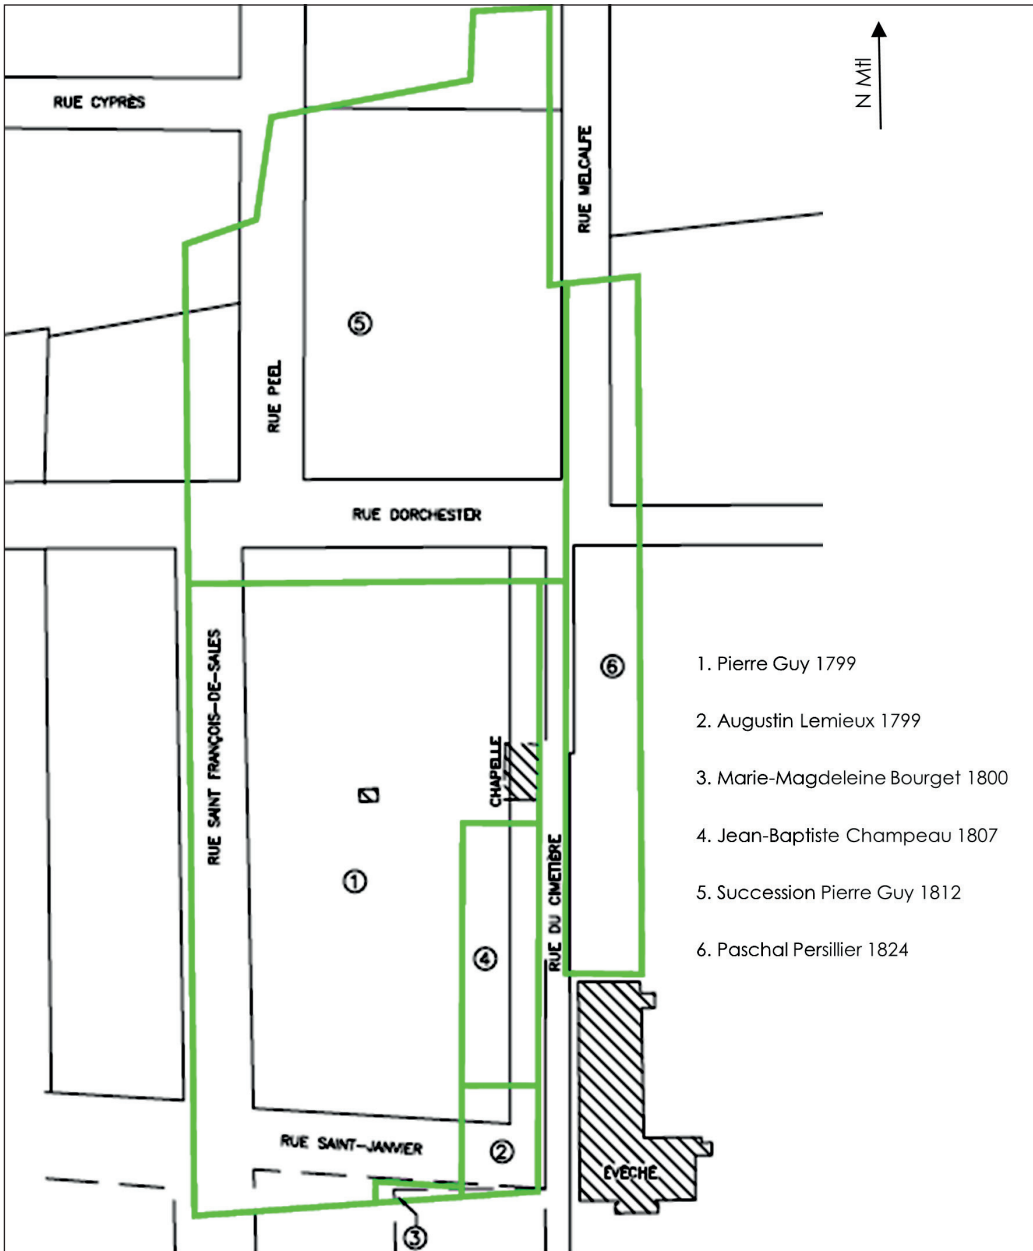 RUE CYPRÈS
N Mtl
RUE MELCALFE
5
RUE PEEL
RUE DORCHESTER
RUE SAINT FRANÇOIS-DE-SALES
6
1. Pierre Guy 1799
2. Augustin Lemieux 1799
CHAPELLE
3. Marie-Magdeleine Bourget 1800
4. Jean-Baptiste Champeau 1807
1
RUE DU CIMETIÈRE
5. Succession Pierre Guy 1812
4
6. Paschal Persillier 1824
RUE SAINT-JANVIER
2
ÉVÊCHÉ
3